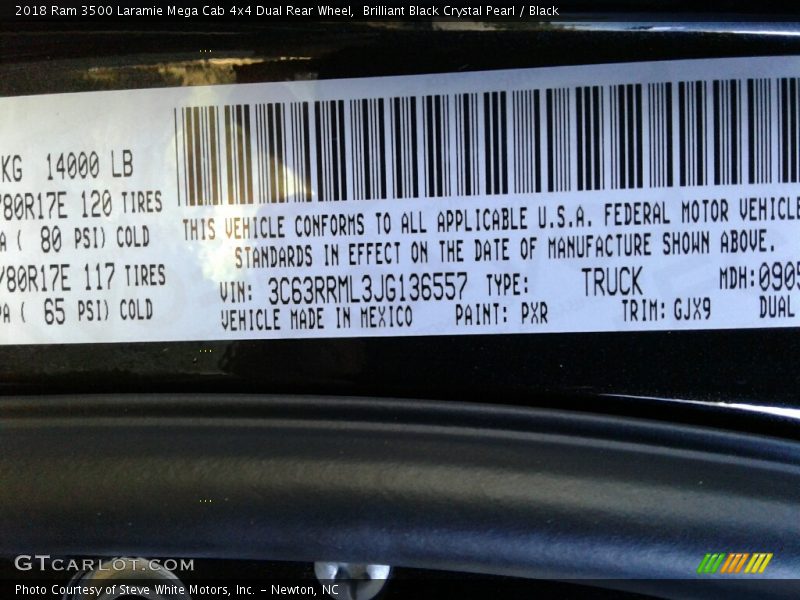 2018 Ram 3500 Laramie Mega Cab 4x4 Dual Rear Wheel,  Brilliant Black Crystal Pearl / Black
KG 14000 LB
/80R17E 120 TIRES
A ( 80 PSI) COLD
/80R17E 117 TIRES
PA ( 65 PSI) COLD
THIS VEHICLE CONFORMS TO ALL APPLICABLE U.S.A. FEDERAL MOTOR VEHICLE
STANDARDS IN EFFECT ON THE DATE OF MANUFACTURE SHOWN ABOVE.
VIN: 3C63RRML3JG136557 TYPE: TRUCK MDH:0905
VEHICLE MADE IN MEXICO PAINT: PXR TRIM: GJX9 DUAL
GTCARLOT.COM
Photo Courtesy of Steve White Motors, Inc. – Newton, NC